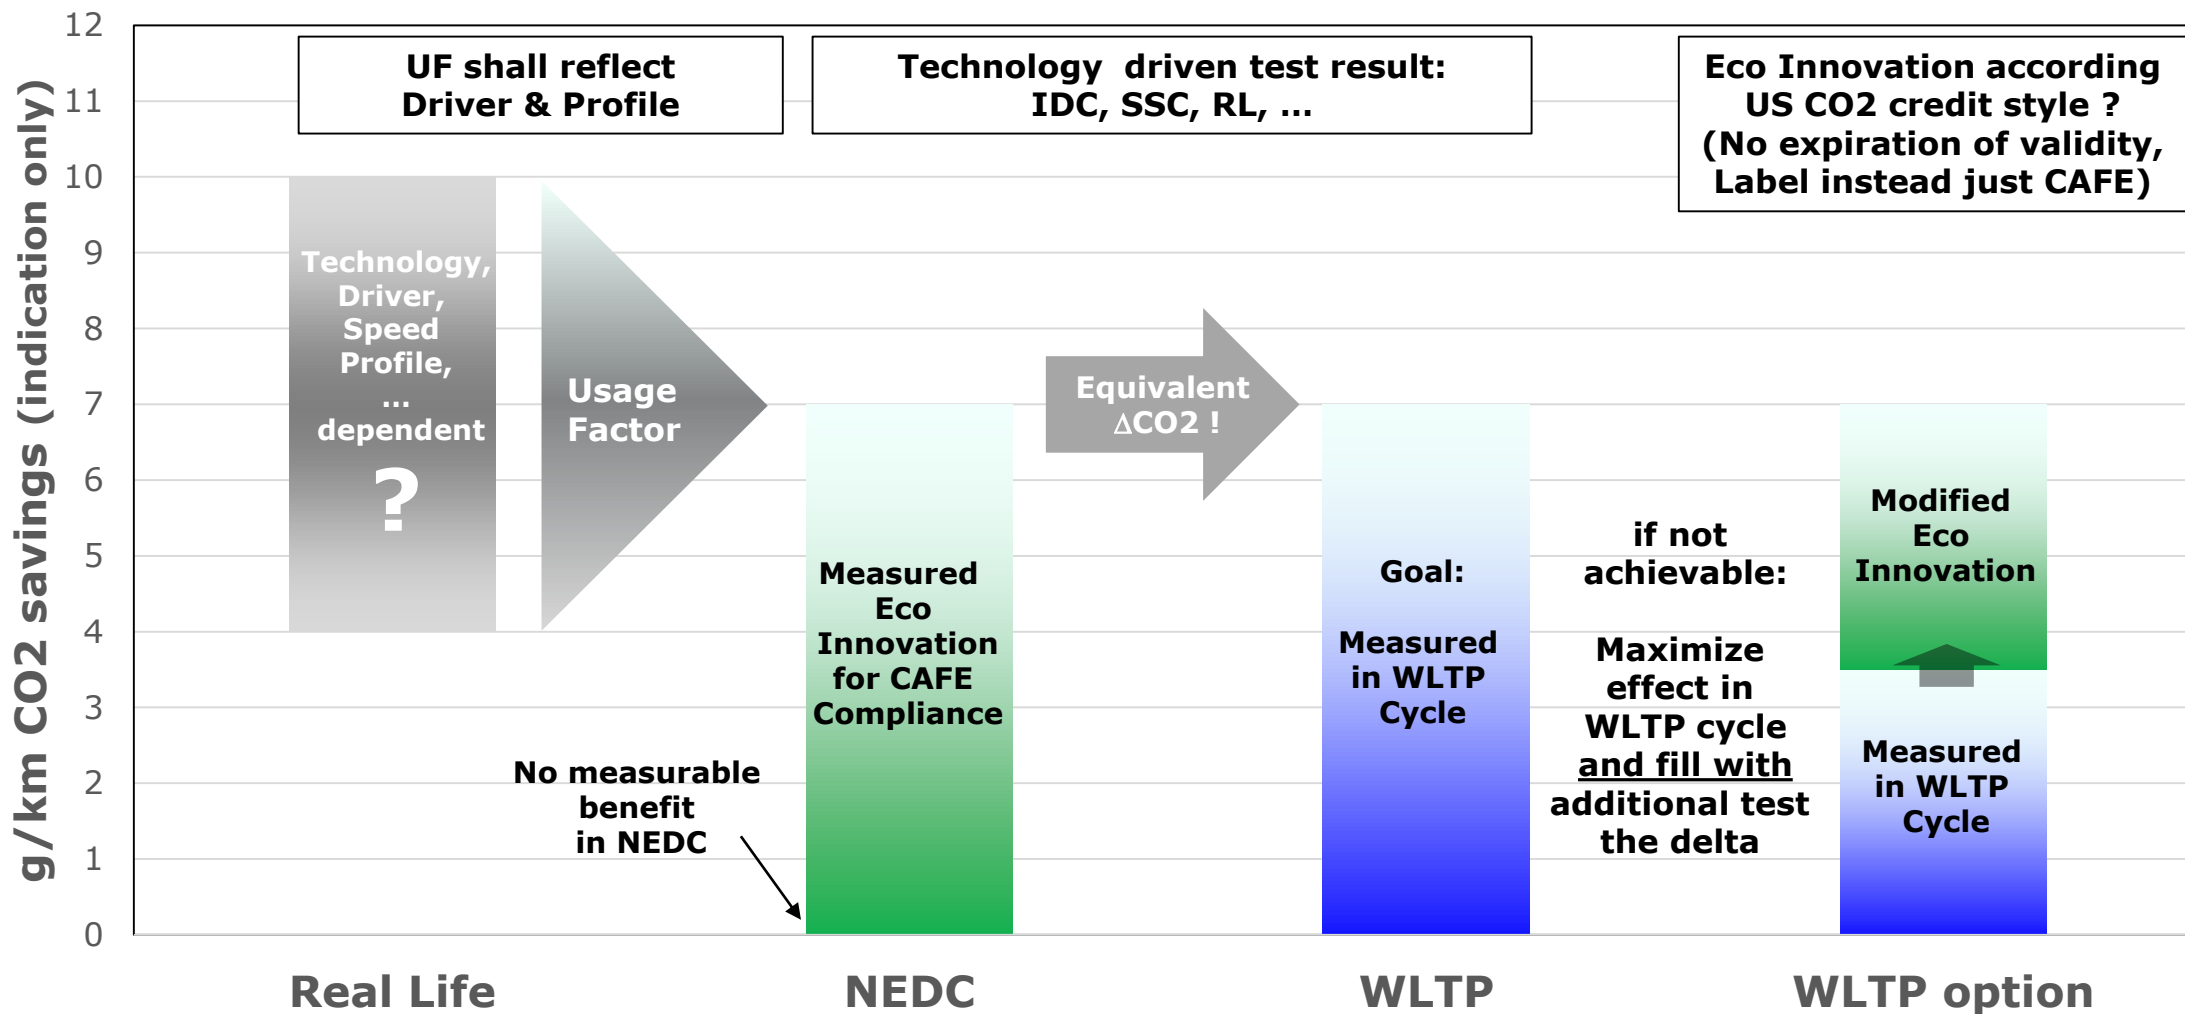 g/km CO2 savings (indication only)
12
11
10
9
8
7
6
5
4
3
2
1
0
UF shall reflect
Driver & Profile
Technology driven test result:
IDC, SSC, RL, ...
Eco Innovation according
US CO2 credit style ?
(No expiration of validity,
Label instead just CAFE)
Technology,
Driver,
Speed
Profile,
...
dependent
?
Usage
Factor
No measurable
benefit
in NEDC
Measured
Eco
Innovation
for CAFE
Compliance
Equivalent
ΔCO2 !
Goal:
Measured
in WLTP
Cycle
if not
achievable:
Maximize
effect in
WLTP cycle
and fill with
additional test
the delta
Modified
Eco
Innovation
Measured
in WLTP
Cycle
Real Life
NEDC
WLTP
WLTP option